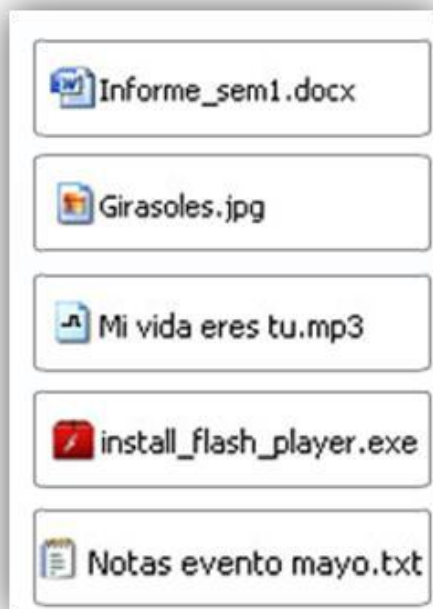 Informe_sem1.docx
Girasoles.jpg
Mi vida eres tu.mp3
install_flash_player.exe
Notas evento mayo.txt